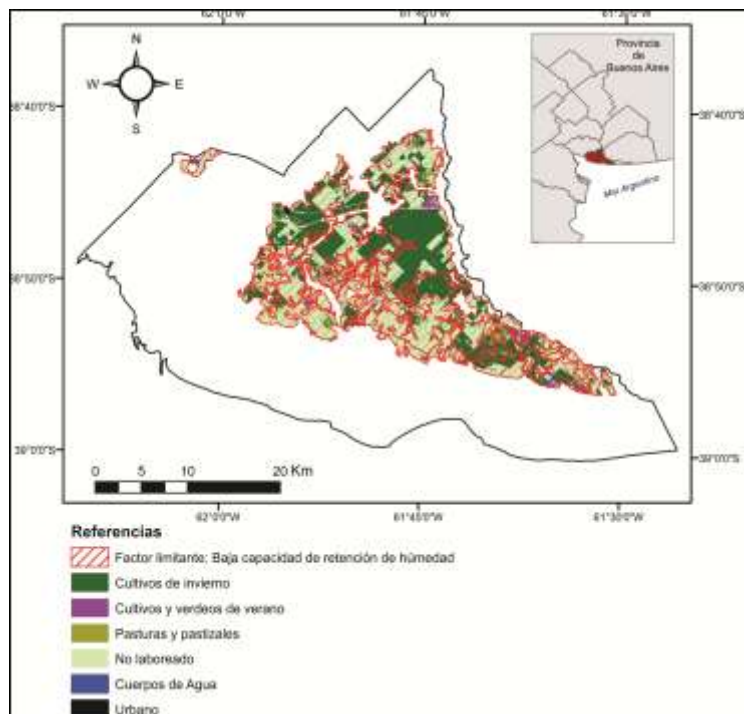 62°0'0"W 61°45'0"W 61°30'0"W
N
W E
S
Provincia
de
Buenos Aires
Mar Argentino
38°40'0"S 38°40'0"S
38°50'0"S 38°50'0"S
39°0'0"S 39°0'0"S
0 5 10 20 Km
62°0'0"W 61°45'0"W 61°30'0"W
Referencias
Factor limitante; Baja capacidad de retención de húmedad
Cultivos de invierno
Cultivos y verdeos de verano
Pasturas y pastizales
No laboreado
Cuerpos de Agua
Urbano